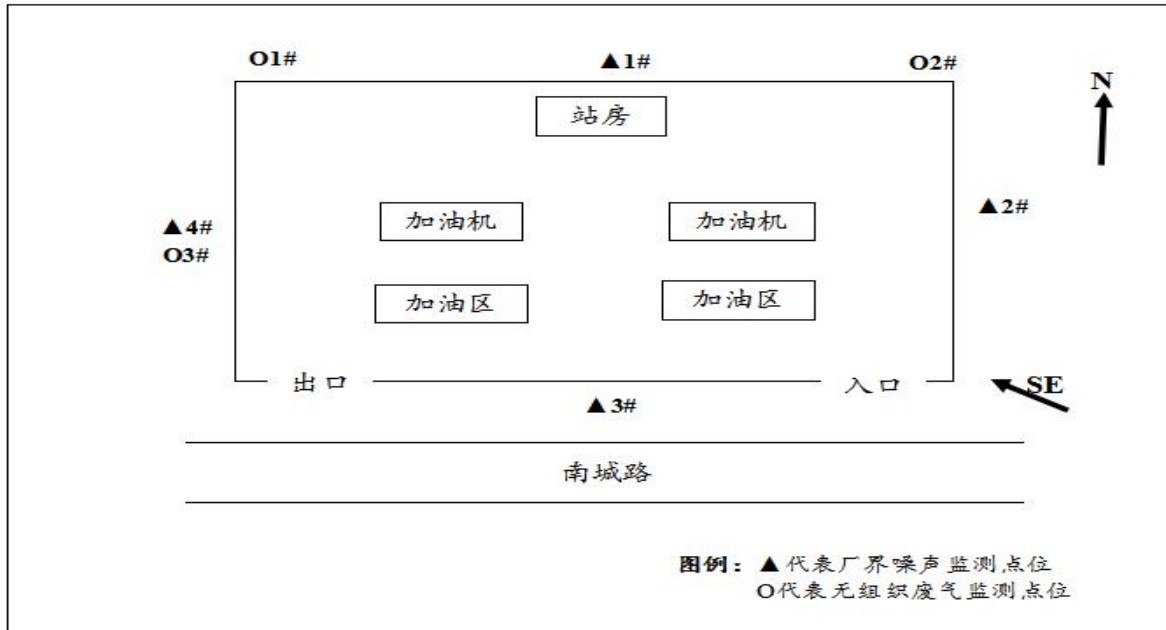 O1# ▲1# O2#
N
站房
▲2#
加油机 加油机
▲4#
O3#
加油区 加油区
出口 入口 SE
▲3#
南城路
图例：▲代表厂界噪声监测点位
O代表无组织废气监测点位